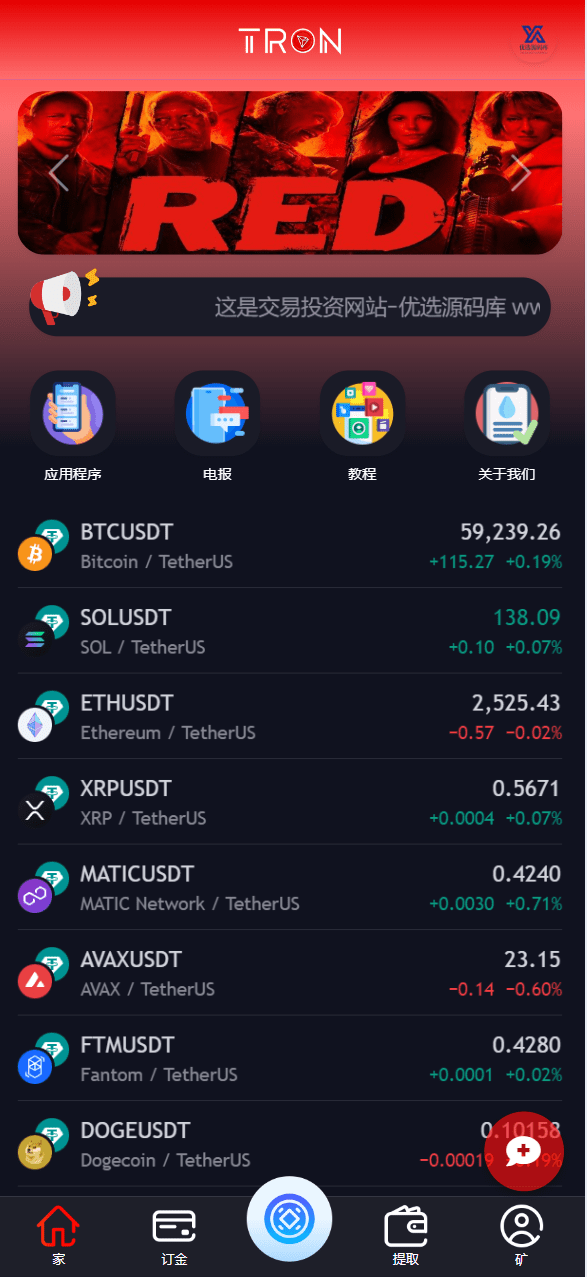 TRON
RED
这是交易投资网站-优选源码库 ww
应用程序
电报
教程
关于我们
BTCUSDT 59,239.26
Bitcoin / TetherUS +115.27 +0.19%
SOLUSDT 138.09
SOL / TetherUS +0.10 +0.07%
ETHUSDT 2,525.43
Ethereum / TetherUS −0.57 −0.02%
XRPUSDT 0.5671
XRP / TetherUS +0.0004 +0.07%
MATICUSDT 0.4240
MATIC Network / TetherUS +0.0030 +0.71%
AVAXUSDT 23.15
AVAX / TetherUS −0.14 −0.60%
FTMUSDT 0.4280
Fantom / TetherUS +0.0001 +0.02%
DOGEUSDT 0.10158
Dogecoin / TetherUS −0.00019
家
订金
提取
矿